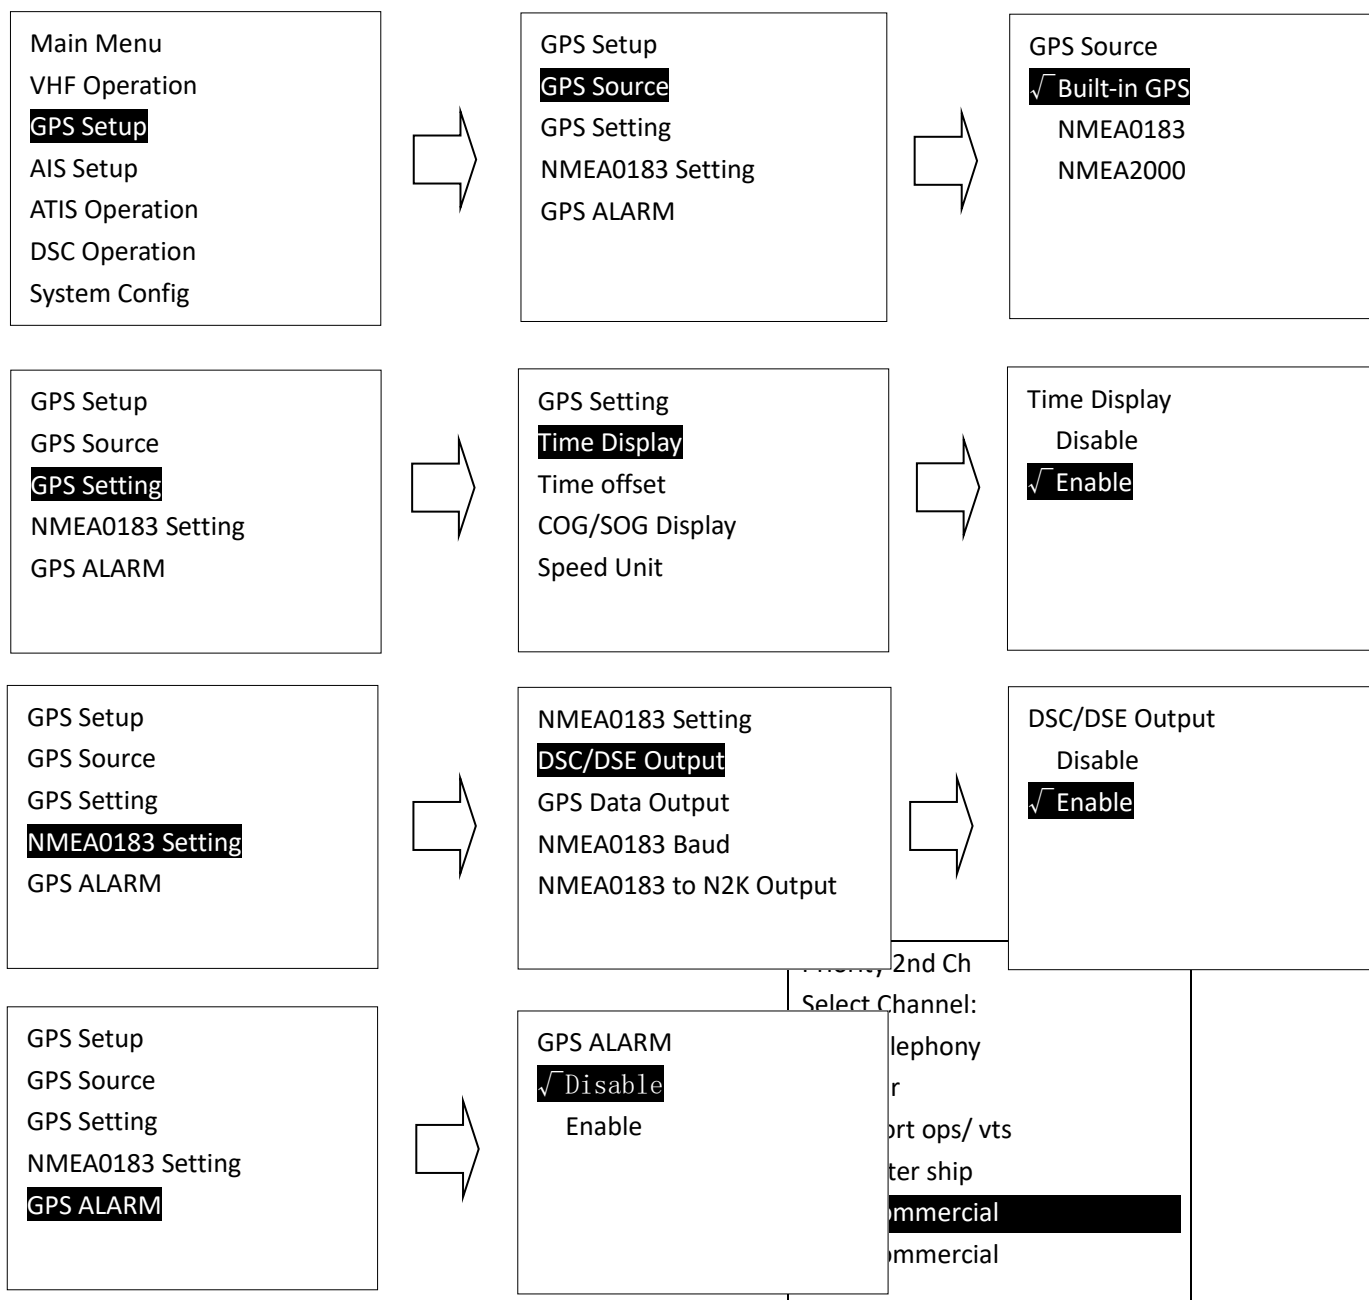 Main Menu
VHF Operation
GPS Setup
AIS Setup
ATIS Operation
DSC Operation
System Config
GPS Setup
GPS Source
GPS Setting
NMEA0183 Setting
GPS ALARM
GPS Source
√ Built-in GPS
NMEA0183
NMEA2000
GPS Setup
GPS Source
GPS Setting
NMEA0183 Setting
GPS ALARM
GPS Setting
Time Display
Time offset
COG/SOG Display
Speed Unit
Time Display
Disable
√ Enable
GPS Setup
GPS Source
GPS Setting
NMEA0183 Setting
GPS ALARM
NMEA0183 Setting
DSC/DSE Output
GPS Data Output
NMEA0183 Baud
NMEA0183 to N2K Output
DSC/DSE Output
Disable
√ Enable
GPS Setup
GPS Source
GPS Setting
NMEA0183 Setting
GPS ALARM
GPS ALARM
√ Disable
Enable
Priority 2nd Ch
Select Channel:
ops/ vts
ship